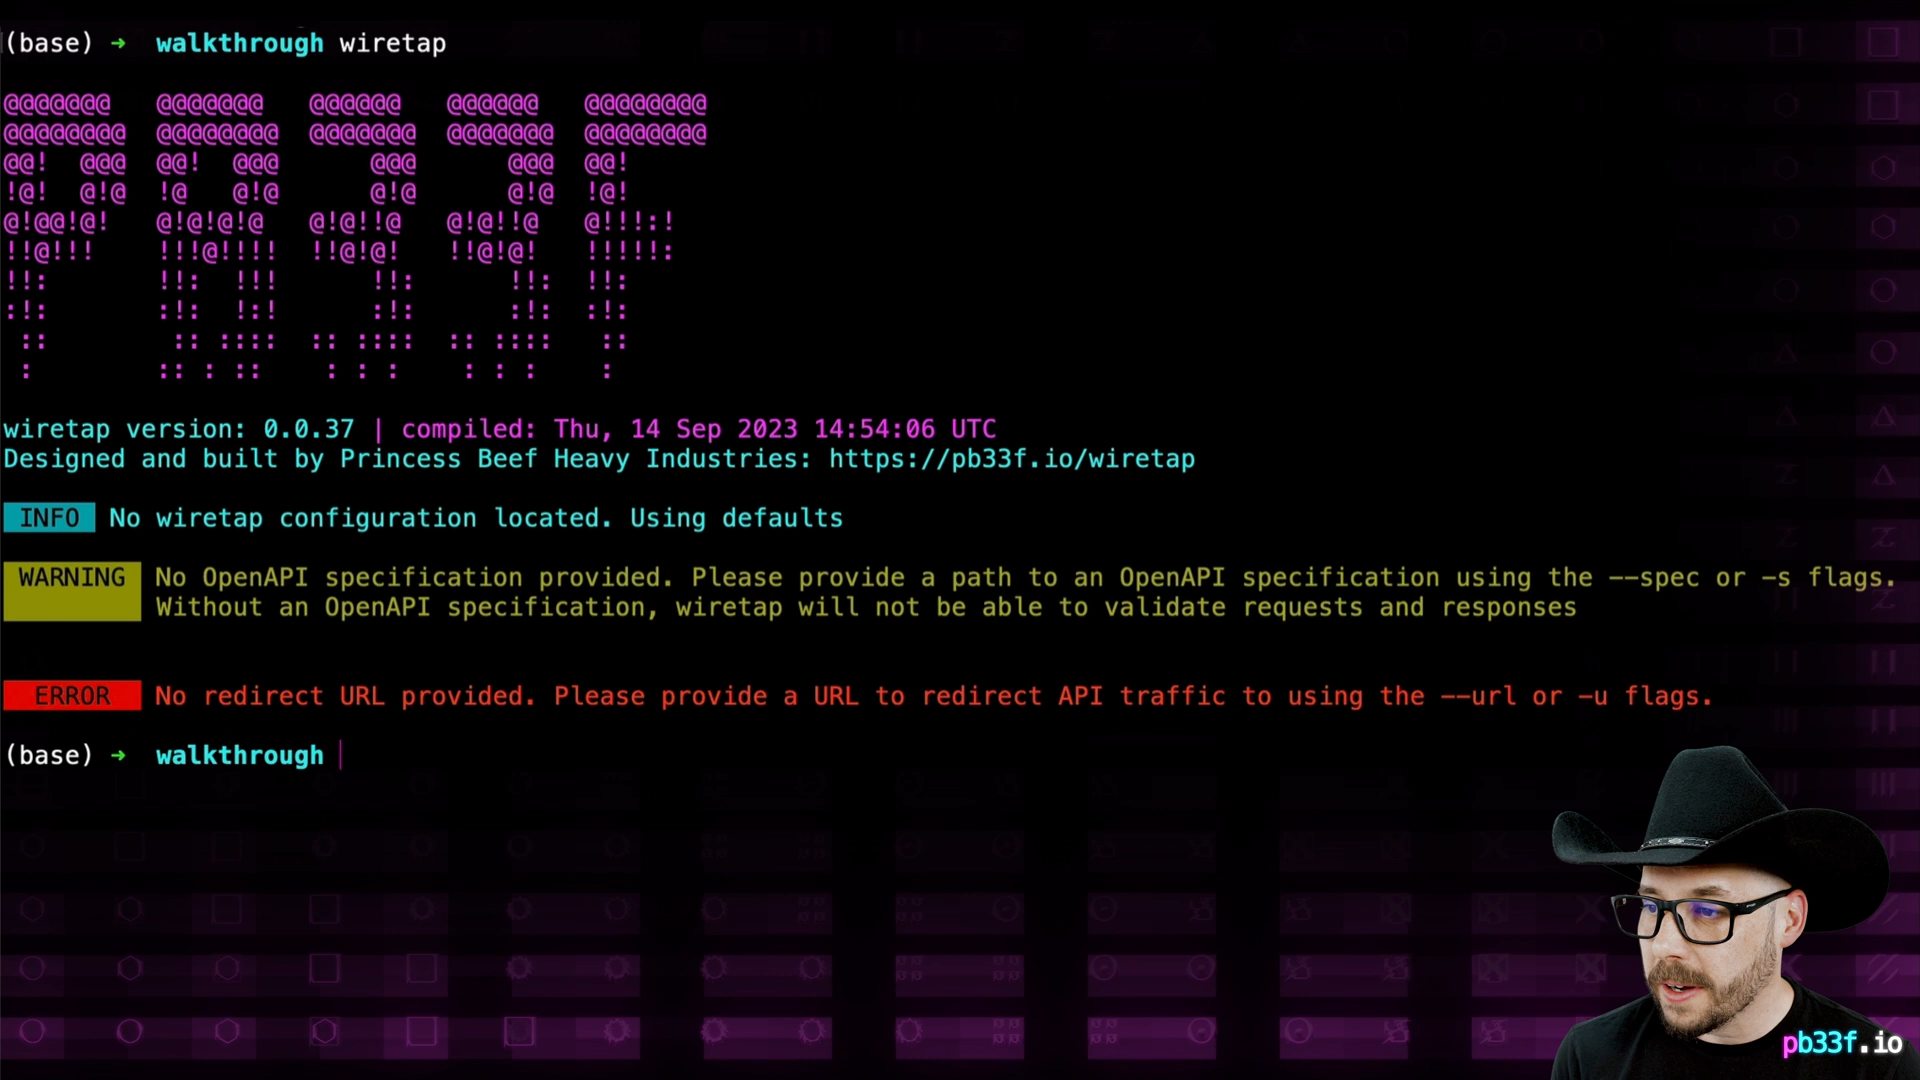 (base) → walkthrough wiretap
@@@@@@@   @@@@@@@   @@@@@@   @@@@@@   @@@@@@@@
@@@@@@@@  @@@@@@@@  @@@@@@@  @@@@@@@  @@@@@@@@
@@!  @@@  @@!  @@@      @@@      @@@  @@!
!@!  @!@  !@   @!@      @!@      @!@  !@!
@!@@!@!   @!@!@!@   @!@!!@   @!@!!@   @!!!:!
!!@!!!    !!!@!!!!  !!@!@!   !!@!@!   !!!!!:
!!:       !!:  !!!      !!:      !!:  !!:
:!:       :!:  !:!      :!:      :!:  :!:
 ::        :: ::::  :: ::::  :: ::::   ::
 :        :: : ::    : : :    : : :    :
wiretap version: 0.0.37 | compiled: Thu, 14 Sep 2023 14:54:06 UTC
Designed and built by Princess Beef Heavy Industries: https://pb33f.io/wiretap
INFO No wiretap configuration located. Using defaults
WARNING No OpenAPI specification provided. Please provide a path to an OpenAPI specification using the --spec or -s flags.
Without an OpenAPI specification, wiretap will not be able to validate requests and responses
ERROR No redirect URL provided. Please provide a URL to redirect API traffic to using the --url or -u flags.
(base) → walkthrough
pb33f.io